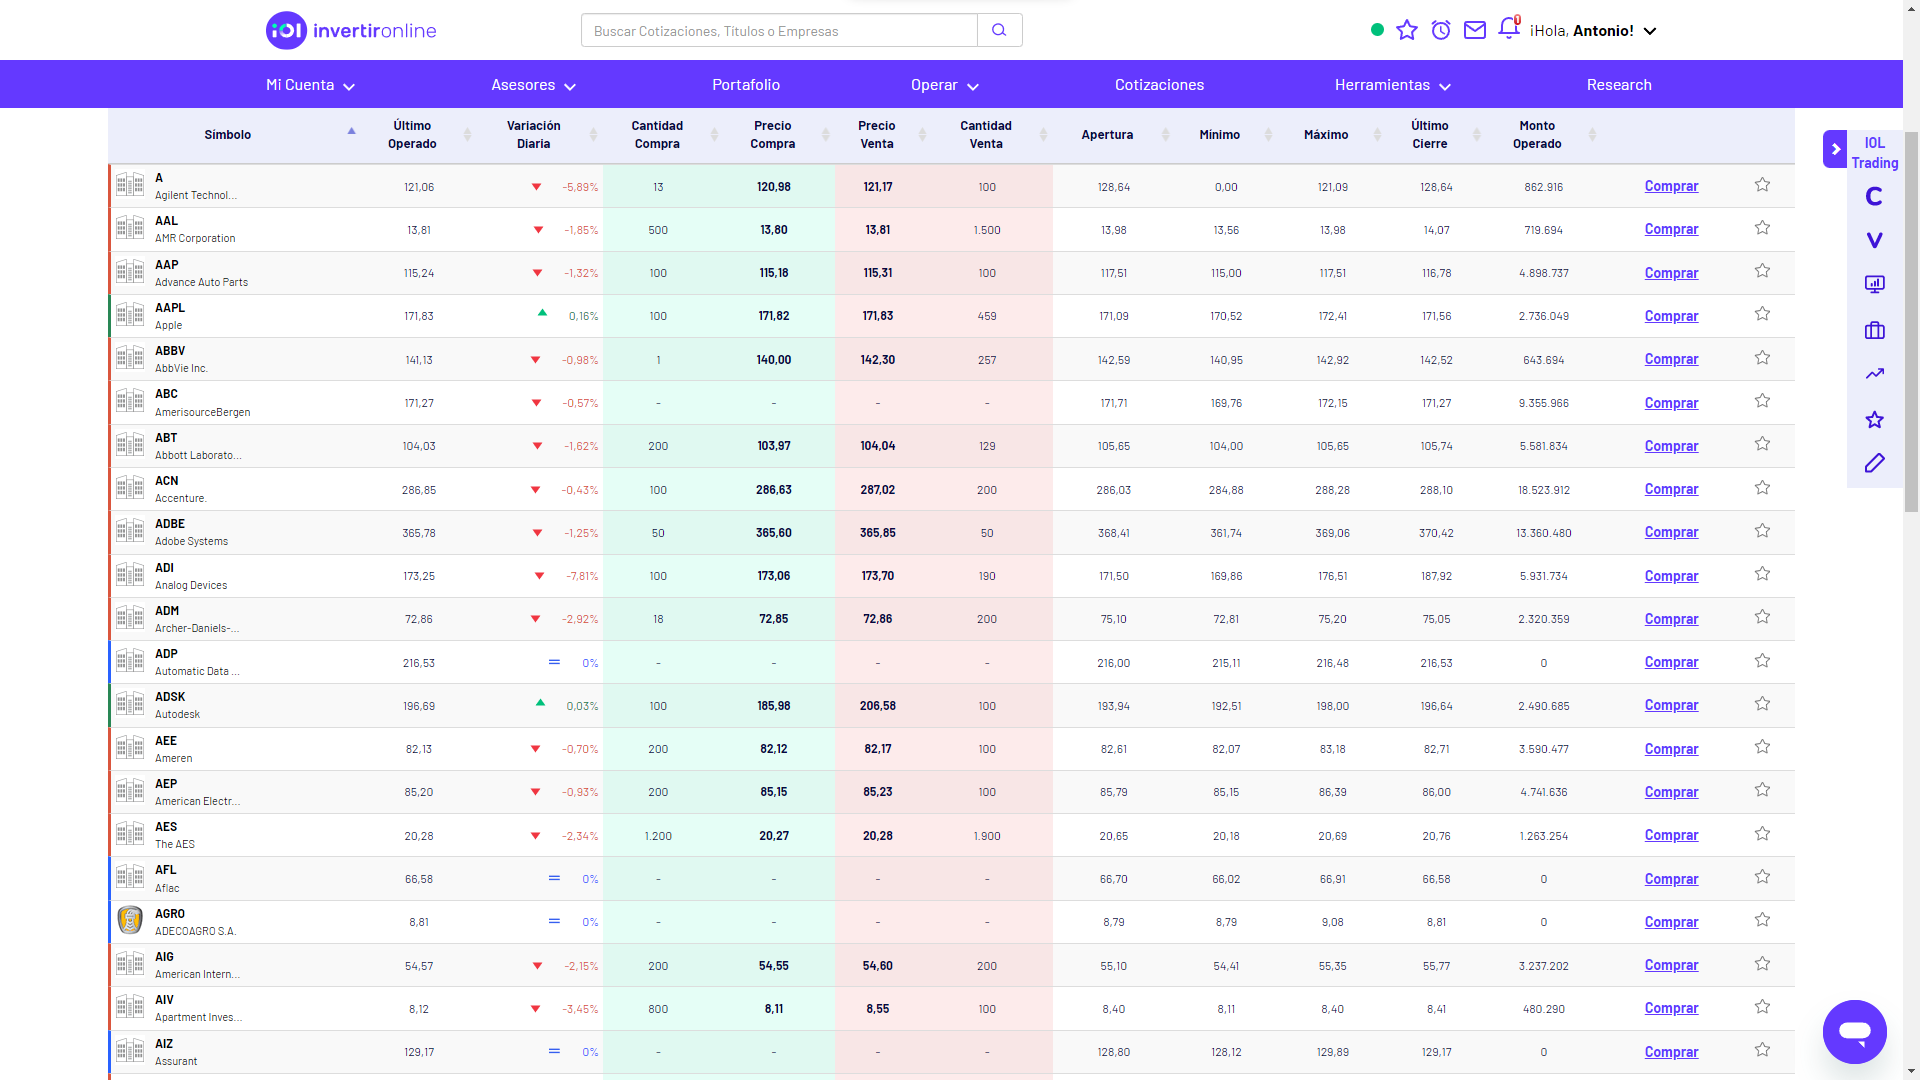 iOl invertironline
Buscar Cotizaciones, Títulos o Empresas
1
¡Hola, Antonio!
Mi Cuenta Asesores Portafolio Operar Cotizaciones Herramientas Research
Símbolo Último Operado Variación Diaria Cantidad Compra Precio Compra Precio Venta Cantidad Venta Apertura Mínimo Máximo Último Cierre Monto Operado
IOL
Trading
C
V
A
Agilent Technol... 121,06 -5,89% 13 120,98 121,17 100 128,64 0,00 121,09 128,64 862.916 Comprar
AAL
AMR Corporation 13,81 -1,85% 500 13,80 13,81 1.500 13,98 13,56 13,98 14,07 719.694 Comprar
AAP
Advance Auto Parts 115,24 -1,32% 100 115,18 115,31 100 117,51 115,00 117,51 116,78 4.898.737 Comprar
AAPL
Apple 171,83 0,16% 100 171,82 171,83 459 171,09 170,52 172,41 171,56 2.736.049 Comprar
ABBV
AbbVie Inc. 141,13 -0,98% 1 140,00 142,30 257 142,59 140,95 142,92 142,52 643.694 Comprar
ABC
AmerisourceBergen 171,27 -0,57% - - - - 171,71 169,76 172,15 171,27 9.355.966 Comprar
ABT
Abbott Laborato... 104,03 -1,62% 200 103,97 104,04 129 105,65 104,00 105,65 105,74 5.581.834 Comprar
ACN
Accenture. 286,85 -0,43% 100 286,63 287,02 200 286,03 284,88 288,28 288,10 18.523.912 Comprar
ADBE
Adobe Systems 365,78 -1,25% 50 365,60 365,85 50 368,41 361,74 369,06 370,42 13.360.480 Comprar
ADI
Analog Devices 173,25 -7,81% 100 173,06 173,70 190 171,50 169,86 176,51 187,92 5.931.734 Comprar
ADM
Archer-Daniels-... 72,86 -2,92% 18 72,85 72,86 200 75,10 72,81 75,20 75,05 2.320.359 Comprar
ADP
Automatic Data ... 216,53 0% - - - - 216,00 215,11 216,48 216,53 0 Comprar
ADSK
Autodesk 196,69 0,03% 100 185,98 206,58 100 193,94 192,51 198,00 196,64 2.490.685 Comprar
AEE
Ameren 82,13 -0,70% 200 82,12 82,17 100 82,61 82,07 83,18 82,71 3.590.477 Comprar
AEP
American Electr... 85,20 -0,93% 200 85,15 85,23 100 85,79 85,15 86,39 86,00 4.741.636 Comprar
AES
The AES 20,28 -2,34% 1.200 20,27 20,28 1.900 20,65 20,18 20,69 20,76 1.263.254 Comprar
AFL
Aflac 66,58 0% - - - - 66,70 66,02 66,91 66,58 0 Comprar
AGRO
ADECOAGRO S.A. 8,81 0% - - - - 8,79 8,79 9,08 8,81 0 Comprar
AIG
American Intern... 54,57 -2,15% 200 54,55 54,60 200 55,10 54,41 55,35 55,77 3.237.202 Comprar
AIV
Apartment Inves... 8,12 -3,45% 800 8,11 8,55 100 8,40 8,11 8,40 8,41 480.290 Comprar
AIZ
Assurant 129,17 0% - - - - 128,80 128,12 129,89 129,17 0 Comprar